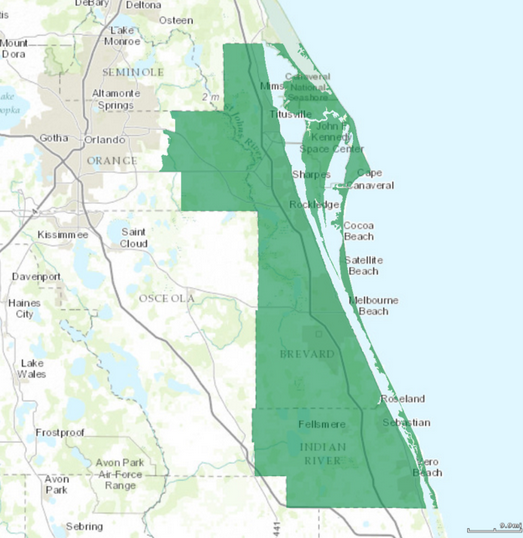 DeBary
Deltona
Osteen
Lake
Monroe
Mount
Dora
SEMINOLE
Altamonte
Springs
2 m
St Johns River
Mims
Canaveral
National
Seashore
Titusville
John F
Kennedy
Space Center
Gotha
Orlando
ORANGE
Sharpes
Cape
Canaveral
Rockledge
Kissimmee
Saint
Cloud
Cocoa
Beach
Satellite
Beach
Davenport
Haines
City
OSCEOLA
Melbourne
Beach
Lake
Wales
BREVARD
Roseland
Sebastian
Fellsmere
INDIAN
RIVER
Frostproof
Avon
Park
Avon Park
Air Force
Range
Vero
Beach
Sebring
441